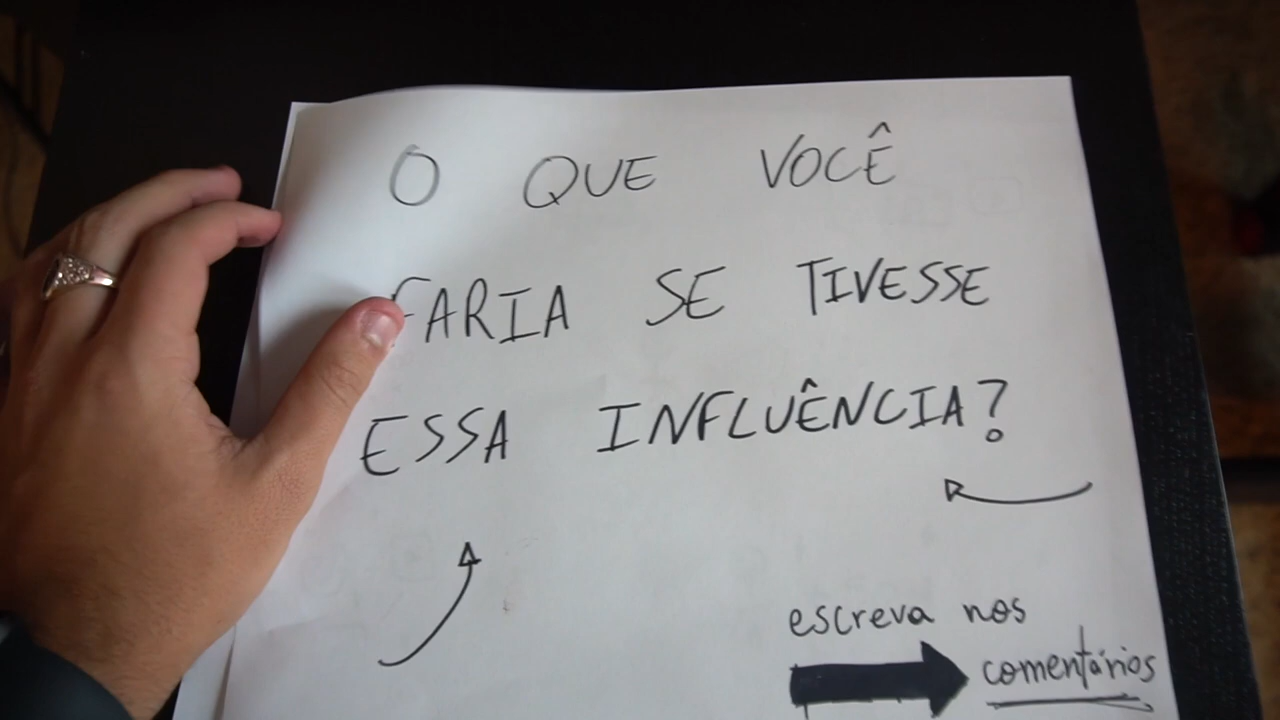 O QUE VOCÊ
FARIA SE TIVESSE
ESSA INFLUÊNCIA?
escreva nos
comentários